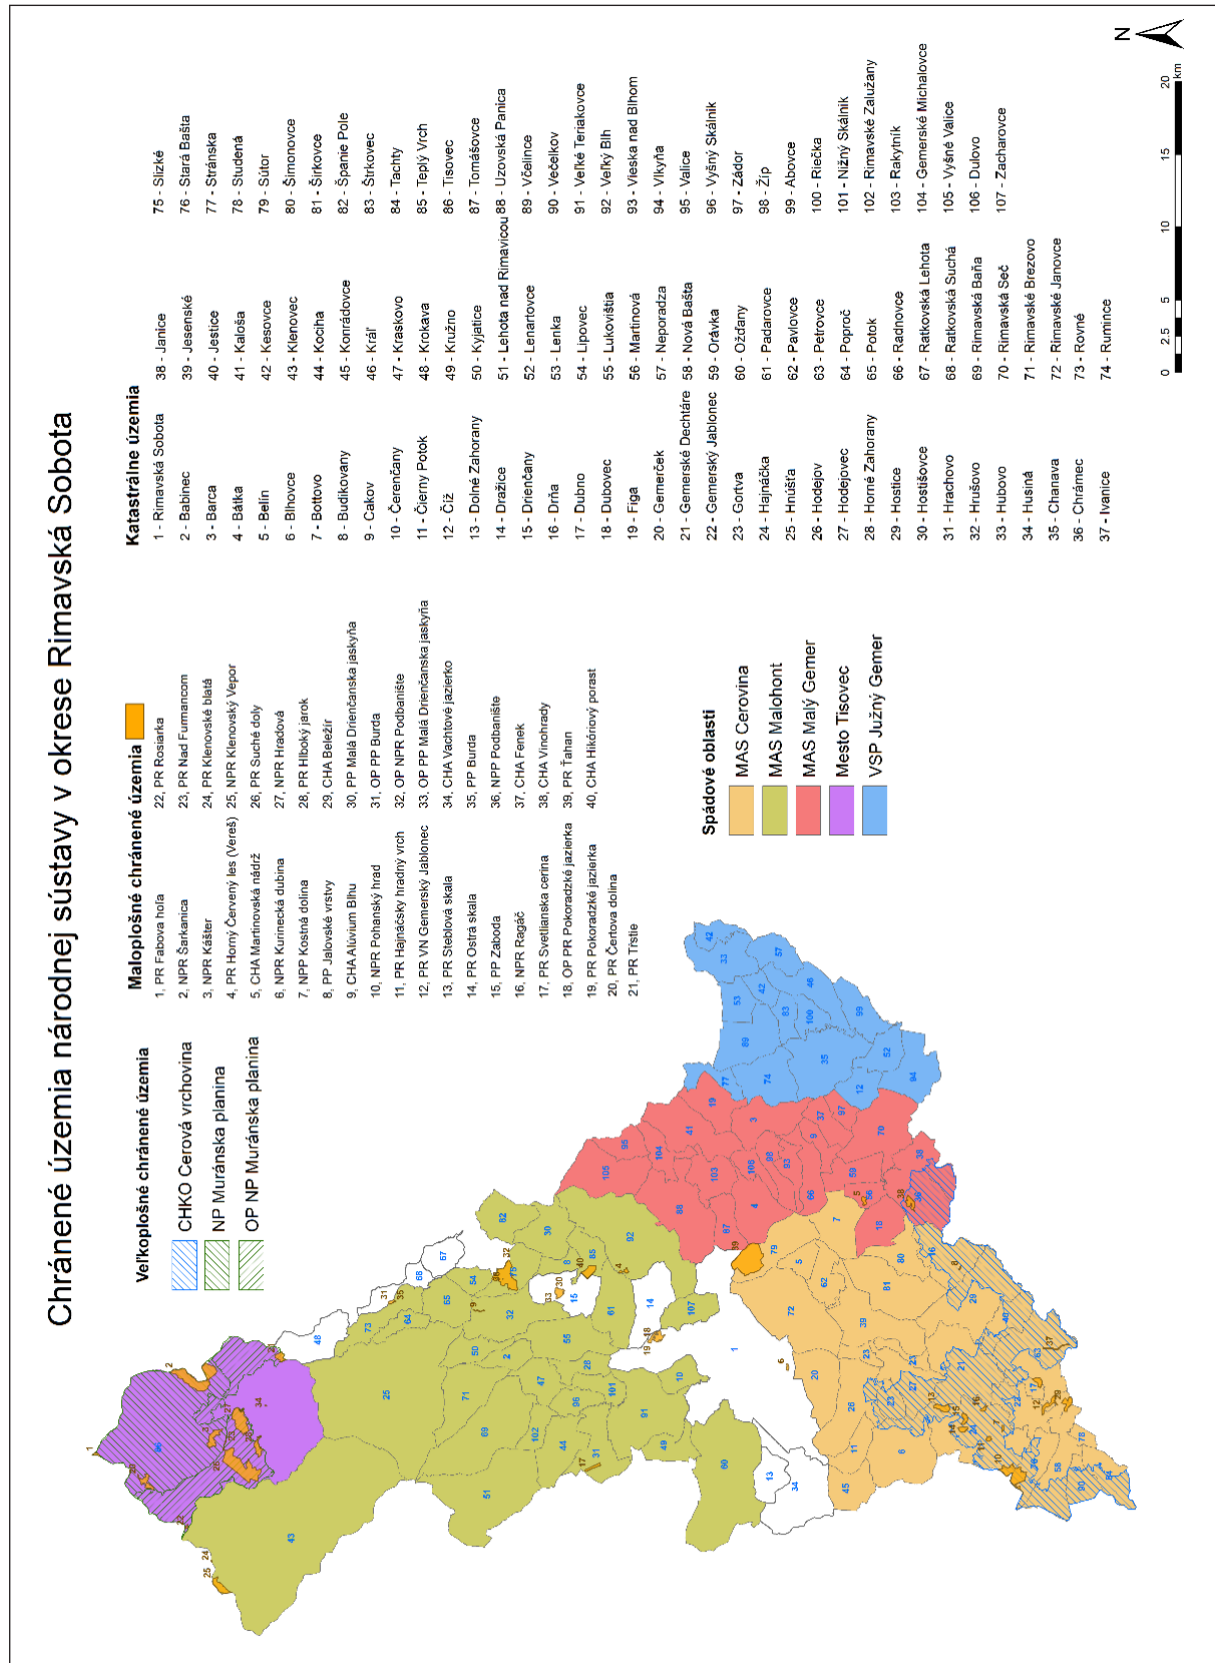 Chránené územia národnej sústavy v okrese Rimavská Sobota
Veľkoplošné chránené územia
CHKO Cerová vrchovina
NP Muránska planina
OP NP Muránska planina
Maloplošné chránené územia
1, PR Fabova hoľa
2, NPR Šarkanica
3, NPR Kášter
4, PR Horný Červený les (Vereš)
5, CHA Martinovská nádrž
6, NPR Kurinecká dubina
7, NPP Kostná dolina
8, PP Jalovské vrstvy
9, CHA Alúvium Blhu
10, NPR Pohanský hrad
11, PR Hajnáčsky hradný vrch
12, PR VN Gemerský Jablonec
13, PR Steblová skala
14, PR Ostrá skala
15, PP Zaboda
16, NPR Ragáč
17, PR Svetlianska cerina
18, OP PR Pokoradzké jazierka
19, PR Pokoradzké jazierka
20, PR Čertova dolina
21, PR Tŕstie
22, PR Rosiarka
23, PR Nad Furmancom
24, PR Klenovské blatá
25, NPR Klenovský Vepor
26, PR Suché doly
27, NPR Hradová
28, PR Hlboký jarok
29, CHA Beležír
30, PP Malá Drienčanska jaskyňa
31, OP PP Burda
32, OP NPR Podbanište
33, OP PP Malá Drienčanska jaskyňa
34, CHA Vachtové jazierko
35, PP Burda
36, NPP Podbanište
37, CHA Fenek
38, CHA Vinohrady
39, PR Ťahan
40, CHA Hikóriový porast
Katastrálne územia
1 - Rimavská Sobota
2 - Babinec
3 - Barca
4 - Bátka
5 - Belín
6 - Blhovce
7 - Bottovo
8 - Budikovany
9 - Cakov
10 - Čerenčany
11 - Čierny Potok
12 - Číž
13 - Dolné Zahorany
14 - Dražice
15 - Drienčany
16 - Drňa
17 - Dubno
18 - Dubovec
19 - Figa
20 - Gemerček
21 - Gemerské Dechtáre
22 - Gemerský Jablonec
23 - Gortva
24 - Hajnáčka
25 - Hnúšťa
26 - Hodejov
27 - Hodejovec
28 - Horné Zahorany
29 - Hostice
30 - Hostišovce
31 - Hrachovo
32 - Hrušovo
33 - Hubovo
34 - Husiná
35 - Chanava
36 - Chrámec
37 - Ivanice
38 - Janice
39 - Jesenské
40 - Jestice
41 - Kaloša
42 - Kesovce
43 - Klenovec
44 - Kociha
45 - Konrádovce
46 - Kráľ
47 - Kraskovo
48 - Krokava
49 - Kružno
50 - Kyjatice
51 - Lehota nad Rimavicou
52 - Lenartovce
53 - Lenka
54 - Lipovec
55 - Lukovištia
56 - Martinová
57 - Neporadza
58 - Nová Bašta
59 - Orávka
60 - Ožďany
61 - Padarovce
62 - Pavlovce
63 - Petrovce
64 - Poproč
65 - Potok
66 - Radnovce
67 - Ratkovská Lehota
68 - Ratkovská Suchá
69 - Rimavská Baňa
70 - Rimavská Seč
71 - Rimavské Brezovo
72 - Rimavské Janovce
73 - Rovné
74 - Rumince
75 - Slizké
76 - Stará Bašta
77 - Stránska
78 - Studená
79 - Sútor
80 - Šimonovce
81 - Širkovce
82 - Španie Pole
83 - Štrkovec
84 - Tachty
85 - Teplý Vrch
86 - Tisovec
87 - Tomášovce
88 - Uzovská Panica
89 - Včelince
90 - Večelkov
91 - Veľké Teriakovce
92 - Veľký Blh
93 - Vieska nad Blhom
94 - Vlkyňa
95 - Valice
96 - Vyšný Skálnik
97 - Zádor
98 - Žíp
99 - Abovce
100 - Riečka
101 - Nižný Skálnik
102 - Rimavské Zalužany
103 - Rakytník
104 - Gemerské Michalovce
105 - Vyšné Valice
106 - Dulovo
107 - Zacharovce
Spádové oblasti
MAS Cerovina
MAS Malohont
MAS Malý Gemer
Mesto Tisovec
VSP Južný Gemer
N
0 2.5 5 10 15 20
km